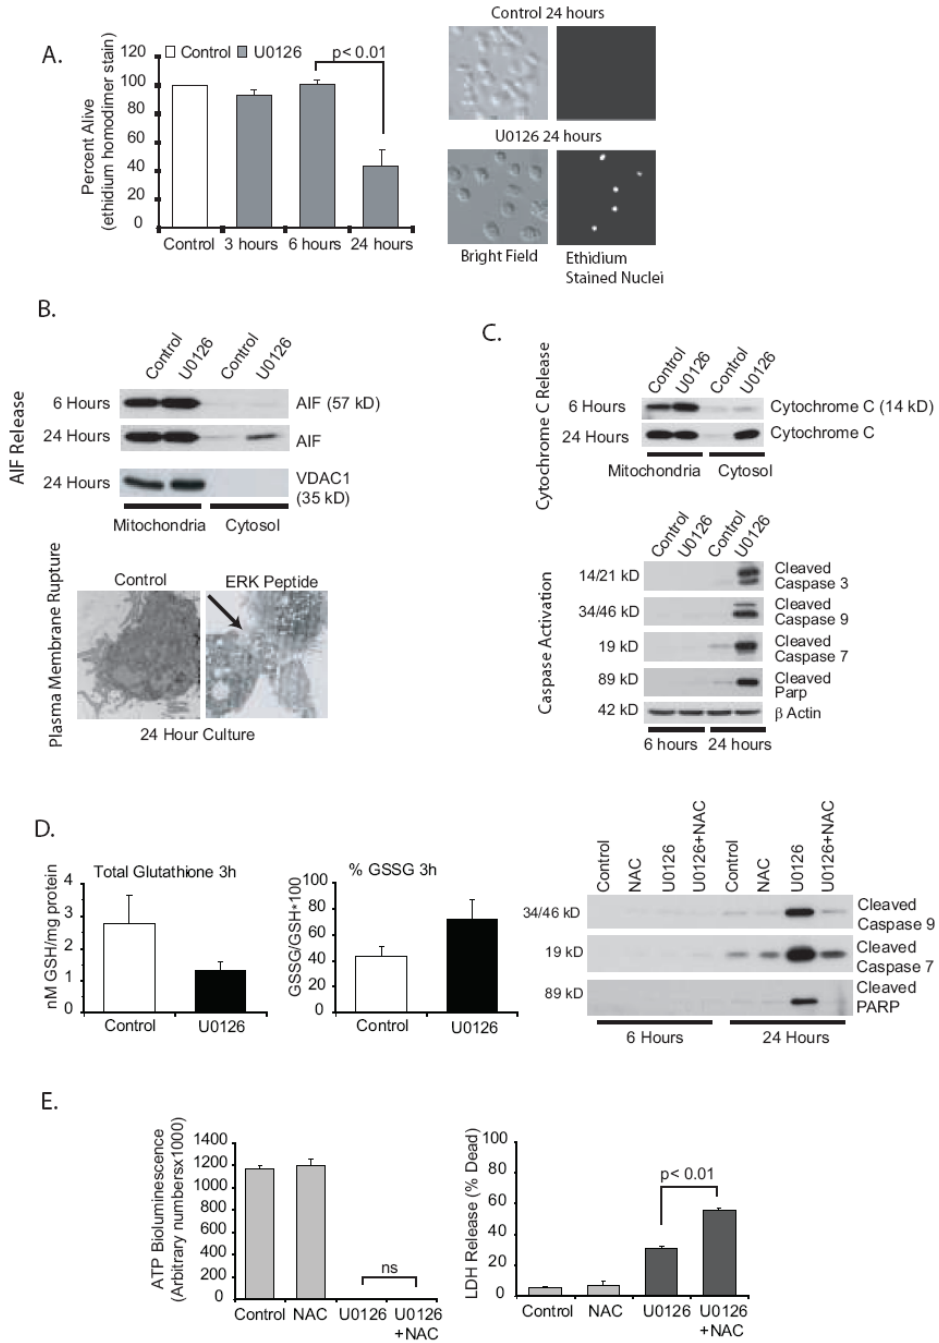 A.
Percent Alive
(ethidium homodimer stain)
120
100
80
60
40
20
0
Control
U0126
p< 0.01
Control
3 hours
6 hours
24 hours
Control 24 hours
U0126 24 hours
Bright Field
Ethidium
Stained Nuclei
B.
AIF Release
Control
U0126
Control
U0126
6 Hours
AIF (57 kD)
24 Hours
AIF
24 Hours
VDAC1
(35 kD)
Mitochondria
Cytosol
Plasma Membrane Rupture
Control
ERK Peptide
24 Hour Culture
C.
Cytochrome C Release
Control
U0126
Control
U0126
6 Hours
Cytochrome C (14 kD)
24 Hours
Cytochrome C
Mitochondria
Cytosol
Caspase Activation
Control
U0126
Control
U0126
14/21 kD
Cleaved
Caspase 3
34/46 kD
Cleaved
Caspase 9
19 kD
Cleaved
Caspase 7
89 kD
Cleaved
Parp
42 kD
β Actin
6 hours
24 hours
D.
Total Glutathione 3h
nM GSH/mg protein
4
3
2
1
0
Control
U0126
% GSSG 3h
GSSG/GSH*100
100
80
60
40
20
0
Control
U0126
Control
NAC
U0126
U0126+NAC
Control
NAC
U0126
U0126+NAC
34/46 kD
Cleaved
Caspase 9
19 kD
Cleaved
Caspase 7
89 kD
Cleaved
PARP
6 Hours
24 Hours
E.
ATP Bioluminescence
(Arbitrary numbersx1000)
1400
1200
1000
800
600
400
200
0
ns
Control
NAC
U0126
U0126
+NAC
LDH Release (% Dead)
100
80
60
40
20
0
p< 0.01
Control
NAC
U0126
U0126
+NAC